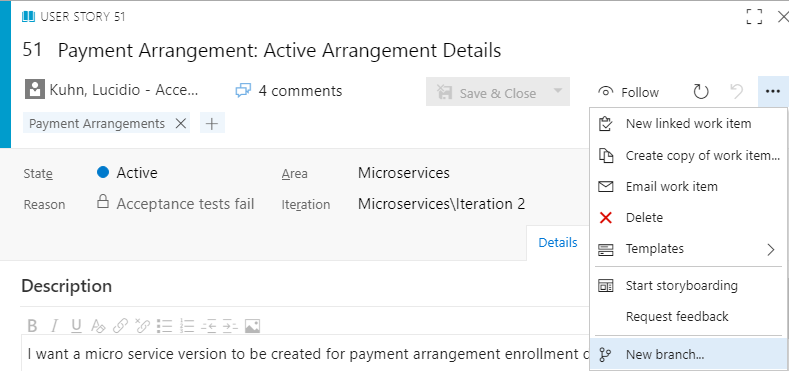 USER STORY 51
51 Payment Arrangement: Active Arrangement Details
Kuhn, Lucidio - Acce...
4 comments
Save & Close
Follow
Payment Arrangements
State
Active
Area
Microservices
Reason
Acceptance tests fail
Iteration
Microservices\Iteration 2
Details
New linked work item
Create copy of work item...
Email work item
Delete
Templates
Start storyboarding
Request feedback
New branch...
Description
B I U
I want a micro service version to be created for payment arrangement enrollment